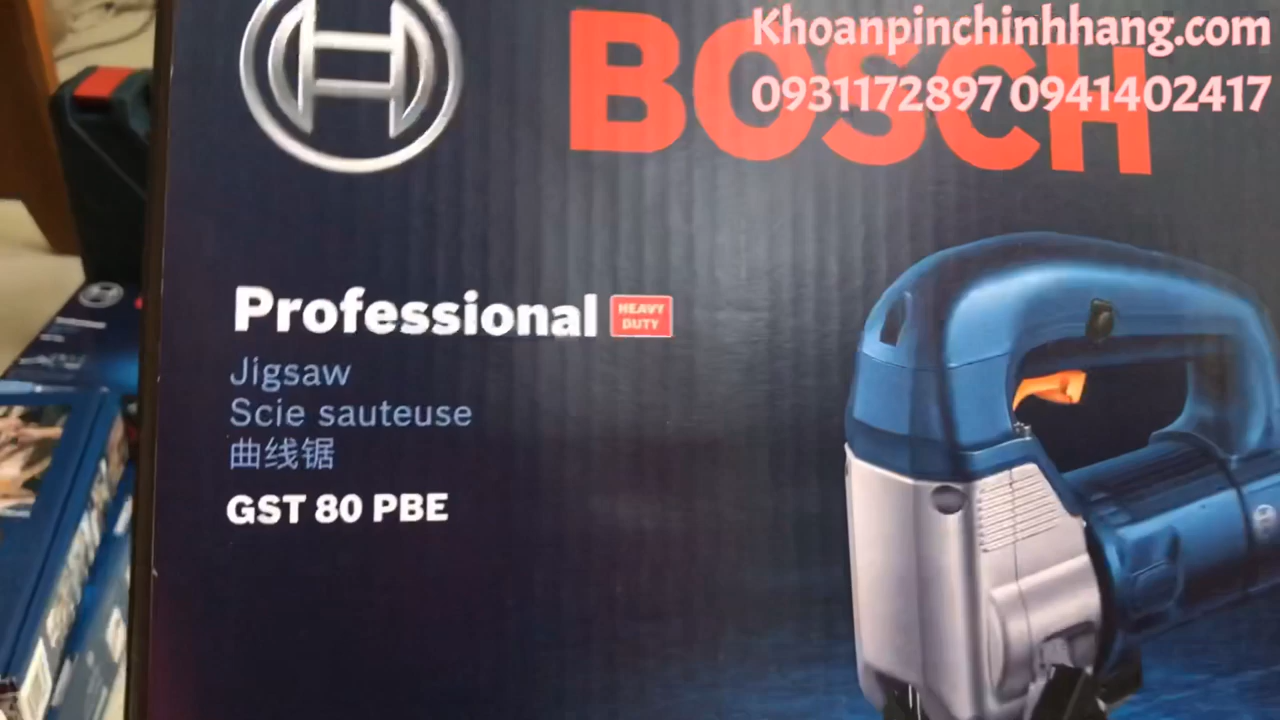 Khoanpinchinhhang.com
0931172897 0941402417
BOSCH
Professional
HEAVY
DUTY
Jigsaw
Scie sauteuse
曲线锯
GST 80 PBE